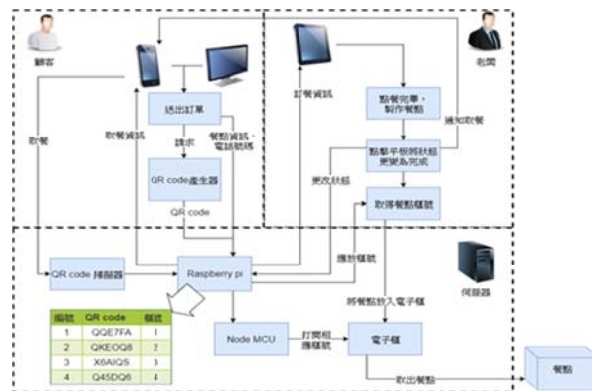 顧客
老闆
訂餐資訊
點餐完畢，
製作餐點
送出訂單
通知取餐
取餐
取餐資訊
請求
餐點資訊、
電話號碼
點擊平板將狀態
更變為完成
QR code產生器
更改狀態
QR code
取得餐點櫃號
應放櫃號
QR code 掃描器
Raspberry pi
伺服器
將餐點放入電子櫃
編號 QR code 櫃號
1 QQE7FA 1
2 QKEOQ8 2
3 X6AIQS 3
4 Q45DQ6 4
Node MCU
打開相
應櫃號
電子櫃
取出餐點
餐點